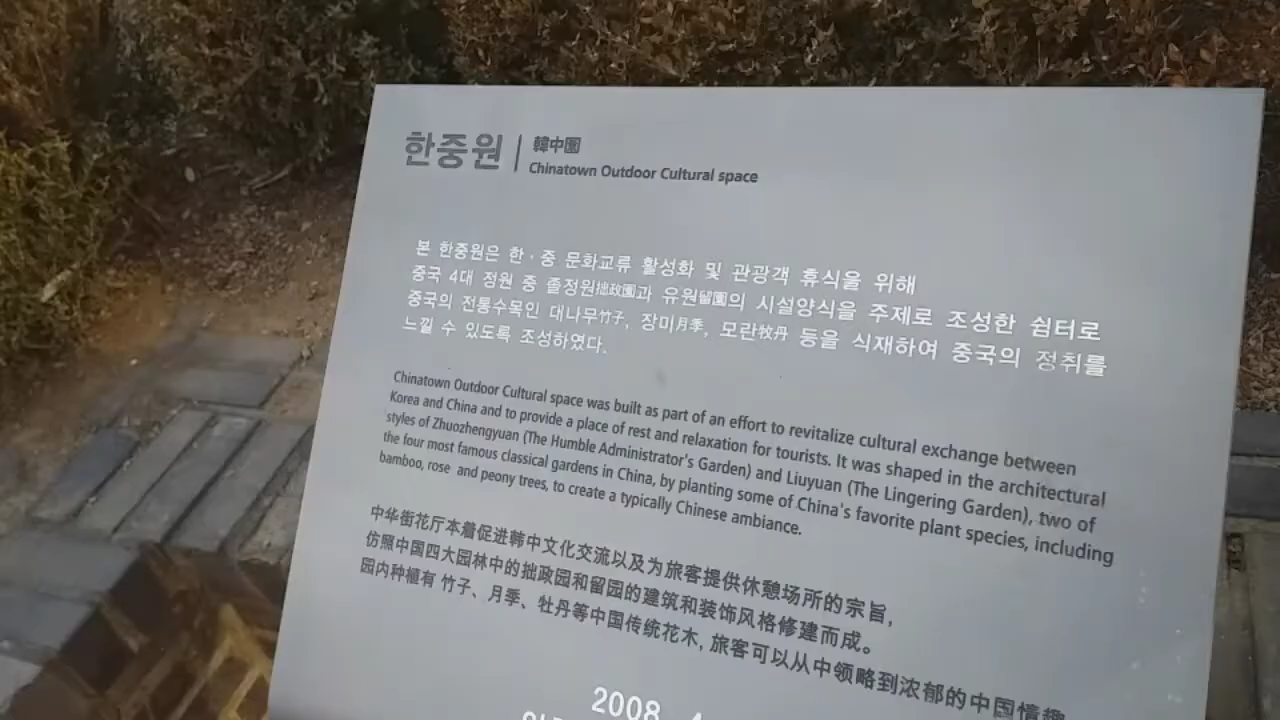 한중원 | 韓中園
Chinatown Outdoor Cultural space
본 한중원은 한·중 문화교류 활성화 및 관광객 휴식을 위해
중국 4대 정원 중 졸정원拙政園과 유원留園의 시설양식을 주제로 조성한 쉼터로
중국의 전통수목인 대나무竹子, 장미月季, 모란牧丹 등을 식재하여 중국의 정취를
느낄 수 있도록 조성하였다.
Chinatown Outdoor Cultural space was built as part of an effort to revitalize cultural exchange between
Korea and China and to provide a place of rest and relaxation for tourists. It was shaped in the architectural
styles of Zhuozhengyuan (The Humble Administrator's Garden) and Liuyuan (The Lingering Garden), two of
the four most famous classical gardens in China, by planting some of China's favorite plant species, including
bamboo, rose and peony trees, to create a typically Chinese ambiance.
中华街花厅本着促进韩中文化交流以及为旅客提供休憩场所的宗旨,
仿照中国四大园林中的拙政园和留园的建筑和装饰风格修建而成。
园内种植有 竹子、月季、牡丹等中国传统花木, 旅客可以从中领略到浓郁的中国情趣
2008